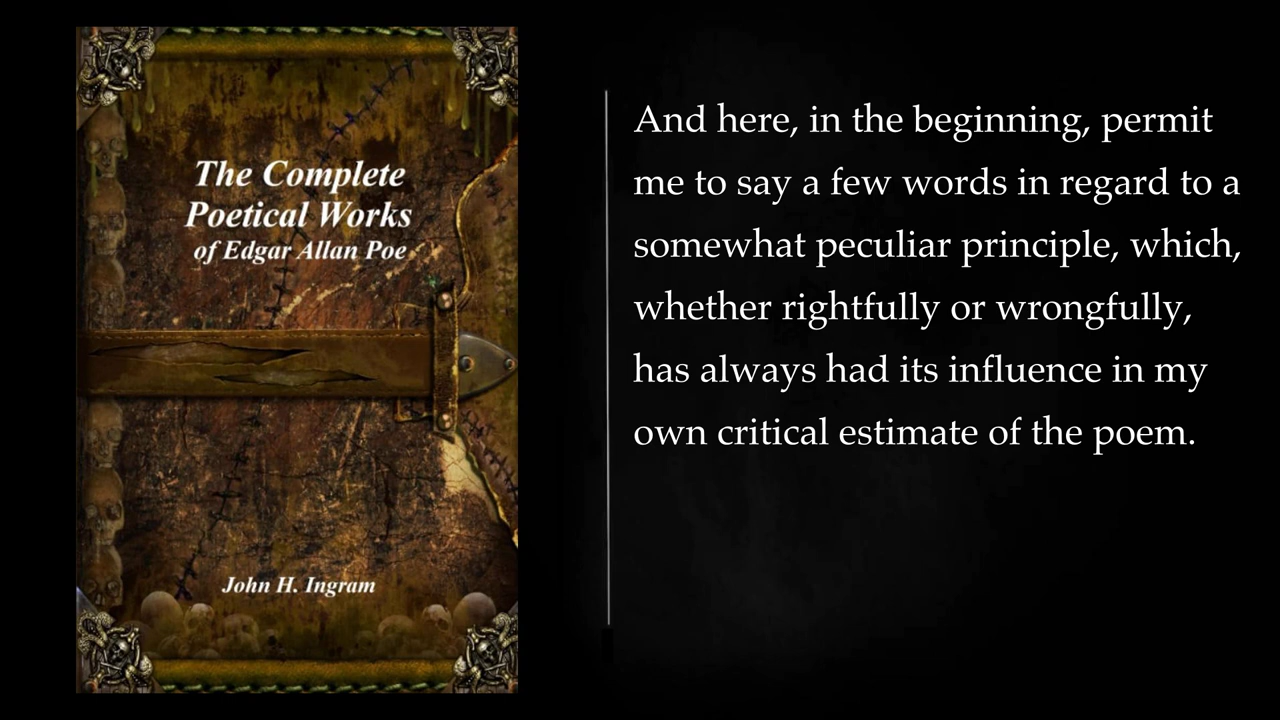 The Complete
Poetical Works
of Edgar Allan Poe
John H. Ingram
And here, in the beginning, permit
me to say a few words in regard to a
somewhat peculiar principle, which,
whether rightfully or wrongfully,
has always had its influence in my
own critical estimate of the poem.